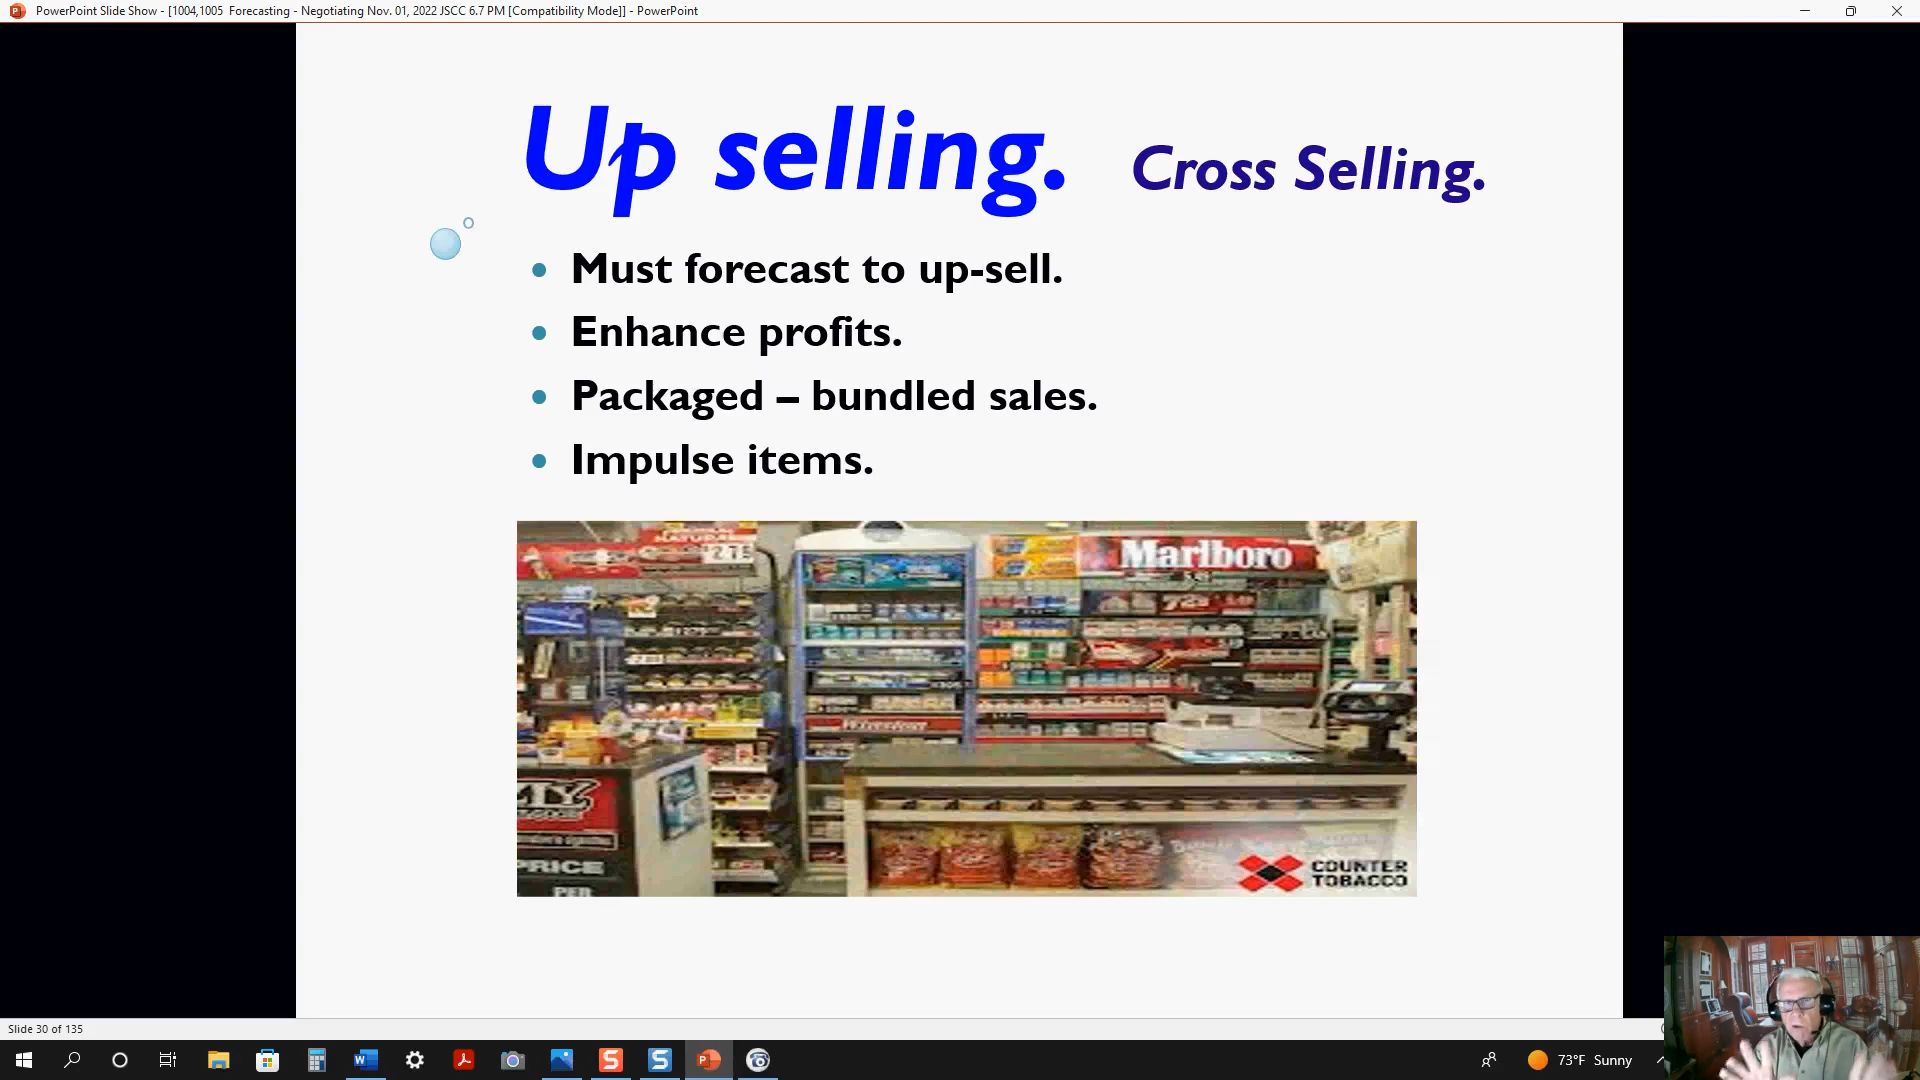 PowerPoint Slide Show - [1004,1005  Forecasting - Negotiating Nov. 01, 2022 JSCC 6.7 PM [Compatibility Mode]] - PowerPoint
Up selling. Cross Selling.
Must forecast to up-sell.
Enhance profits.
Packaged – bundled sales.
Impulse items.
Marlboro
Winston
PRICE
COUNTER
TOBACCO
Slide 30 of 135
73°F Sunny